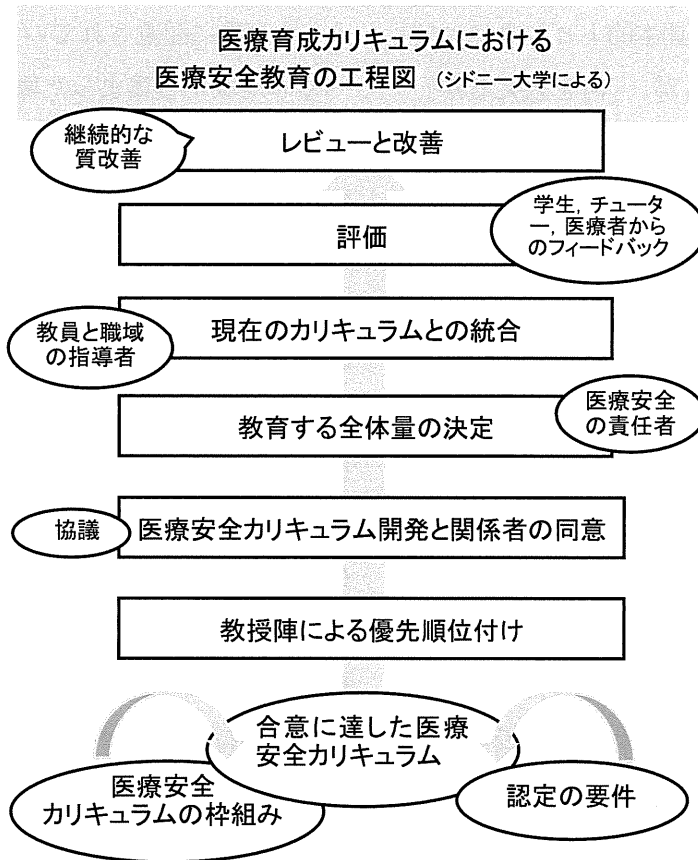 医療育成カリキュラムにおける
医療安全教育の工程図 (シドニー大学による)
継続的な
質改善
レビューと改善
評価
学生, チュータ
ー, 医療者から
のフィードバック
現在のカリキュラムとの統合
教員と職域
の指導者
教育する全体量の決定
医療安全
の責任者
協議
医療安全カリキュラム開発と関係者の同意
教授陣による優先順位付け
合意に達した医療
安全カリキュラム
医療安全
カリキュラムの枠組み
認定の要件